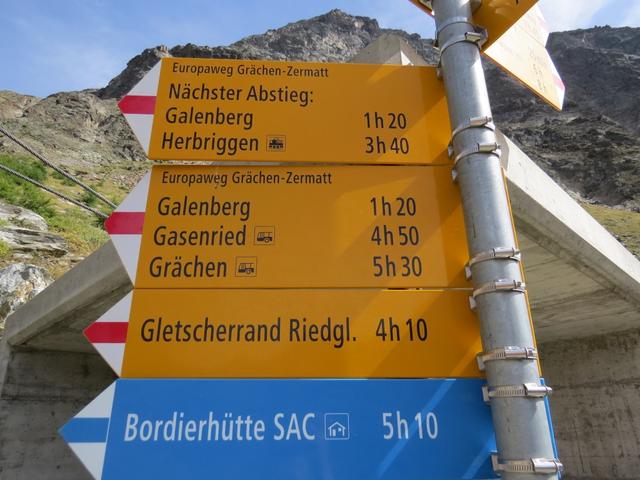 Europaweg Grächen-Zermatt
Nächster Abstieg:
Galenberg 1h20
Herbriggen 3h40
Europaweg Grächen-Zermatt
Galenberg 1h20
Gasenried 4h50
Grächen 5h30
Gletscherrand Riedgl. 4h10
Bordierhütte SAC 5h10